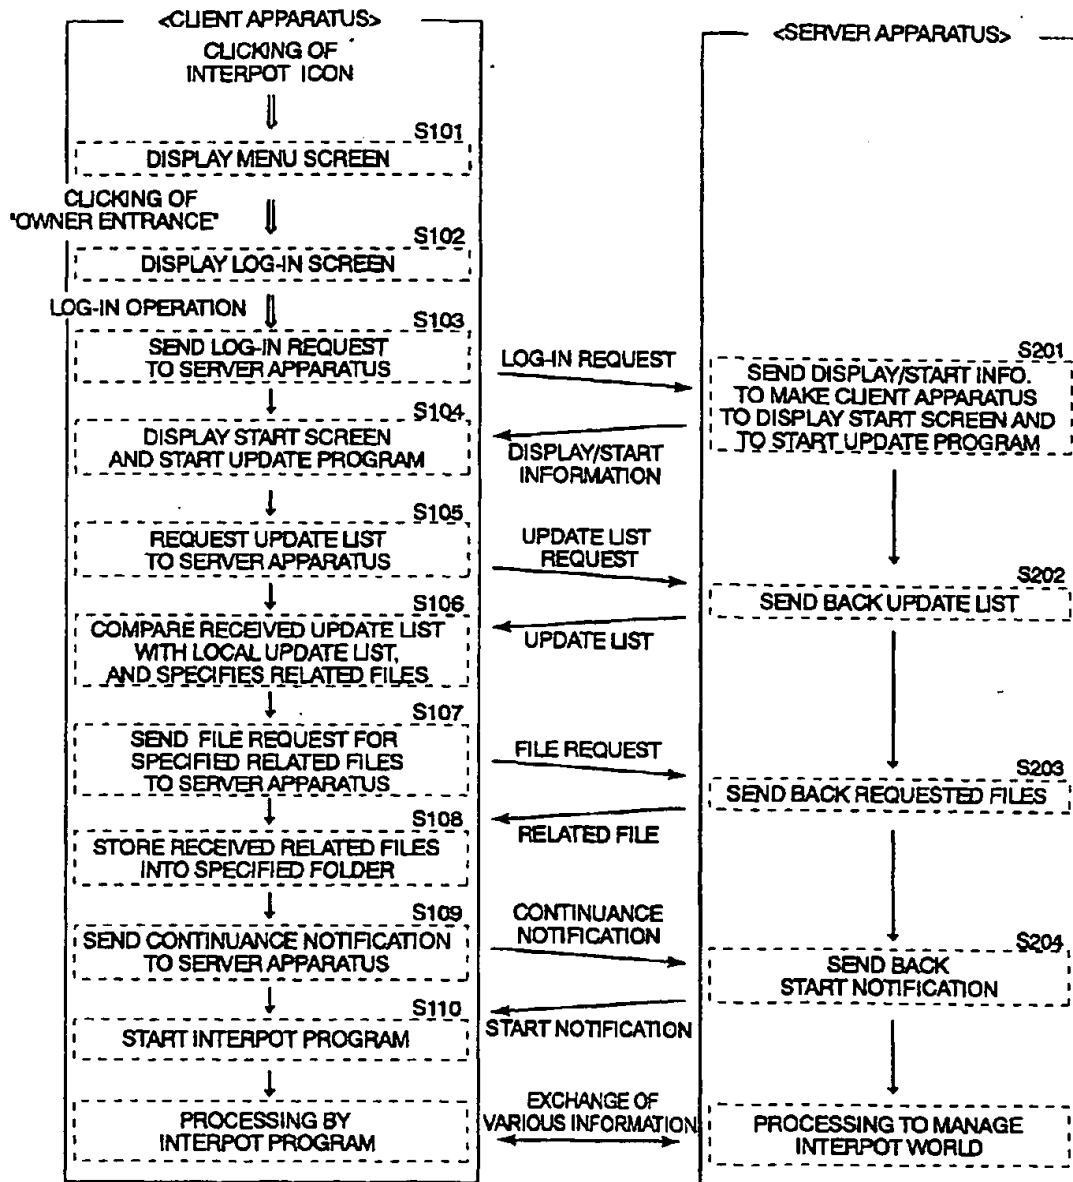 <CLIENT APPARATUS>
CLICKING OF
INTERPOT ICON
S101
DISPLAY MENU SCREEN
CLICKING OF
"OWNER ENTRANCE"
S102
DISPLAY LOG-IN SCREEN
LOG-IN OPERATION
S103
SEND LOG-IN REQUEST
TO SERVER APPARATUS
S104
DISPLAY START SCREEN
AND START UPDATE PROGRAM
S105
REQUEST UPDATE LIST
TO SERVER APPARATUS
S106
COMPARE RECEIVED UPDATE LIST
WITH LOCAL UPDATE LIST,
AND SPECIFIES RELATED FILES
S107
SEND FILE REQUEST FOR
SPECIFIED RELATED FILES
TO SERVER APPARATUS
S108
STORE RECEIVED RELATED FILES
INTO SPECIFIED FOLDER
S109
SEND CONTINUANCE NOTIFICATION
TO SERVER APPARATUS
S110
START INTERPOT PROGRAM
PROCESSING BY
INTERPOT PROGRAM
LOG-IN REQUEST
DISPLAY/START
INFORMATION
UPDATE LIST
REQUEST
UPDATE LIST
FILE REQUEST
RELATED FILE
CONTINUANCE
NOTIFICATION
START NOTIFICATION
EXCHANGE OF
VARIOUS INFORMATION
<SERVER APPARATUS>
S201
SEND DISPLAY/START INFO.
TO MAKE CLIENT APPARATUS
TO DISPLAY START SCREEN AND
TO START UPDATE PROGRAM
S202
SEND BACK UPDATE LIST
S203
SEND BACK REQUESTED FILES
S204
SEND BACK
START NOTIFICATION
PROCESSING TO MANAGE
INTERPOT WORLD